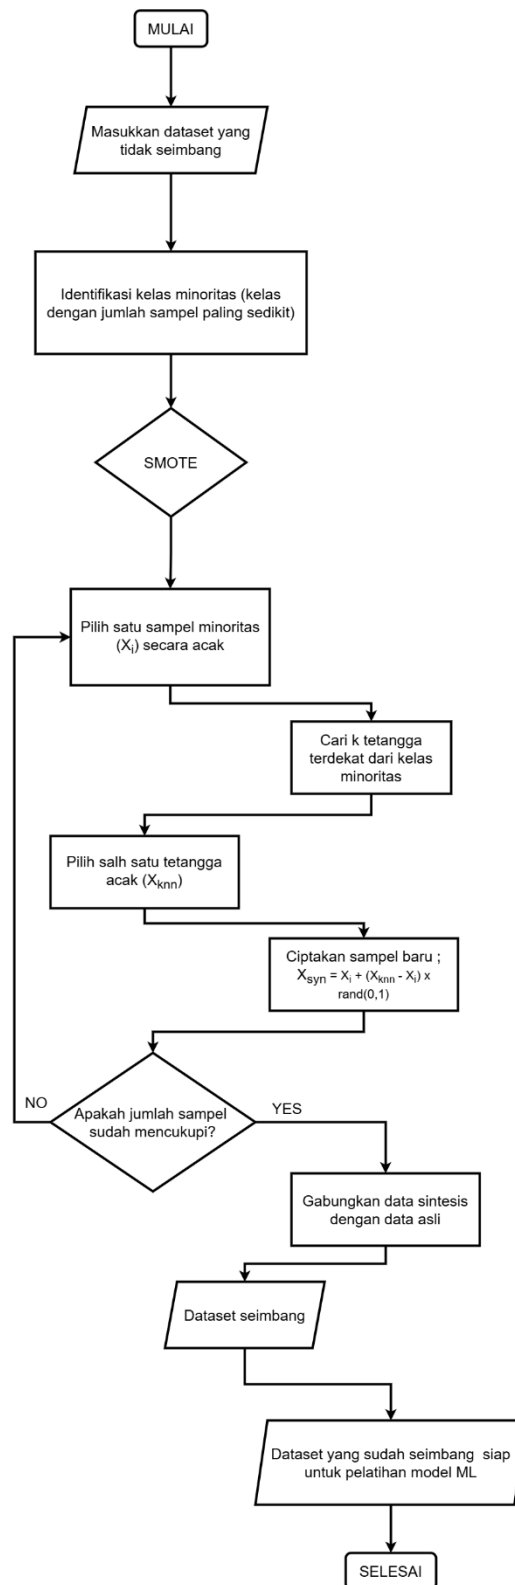 MULAI
Masukkan dataset yang
tidak seimbang
Identifikasi kelas minoritas (kelas
dengan jumlah sampel paling sedikit)
SMOTE
Pilih satu sampel minoritas
(Xi) secara acak
Cari k tetangga
terdekat dari kelas
minoritas
Pilih salh satu tetangga
acak (Xknn)
Ciptakan sampel baru ;
Xsyn = Xi + (Xknn - Xi) x
rand(0,1)
NO
Apakah jumlah sampel
sudah mencukupi?
YES
Gabungkan data sintesis
dengan data asli
Dataset seimbang
Dataset yang sudah seimbang siap
untuk pelatihan model ML
SELESAI